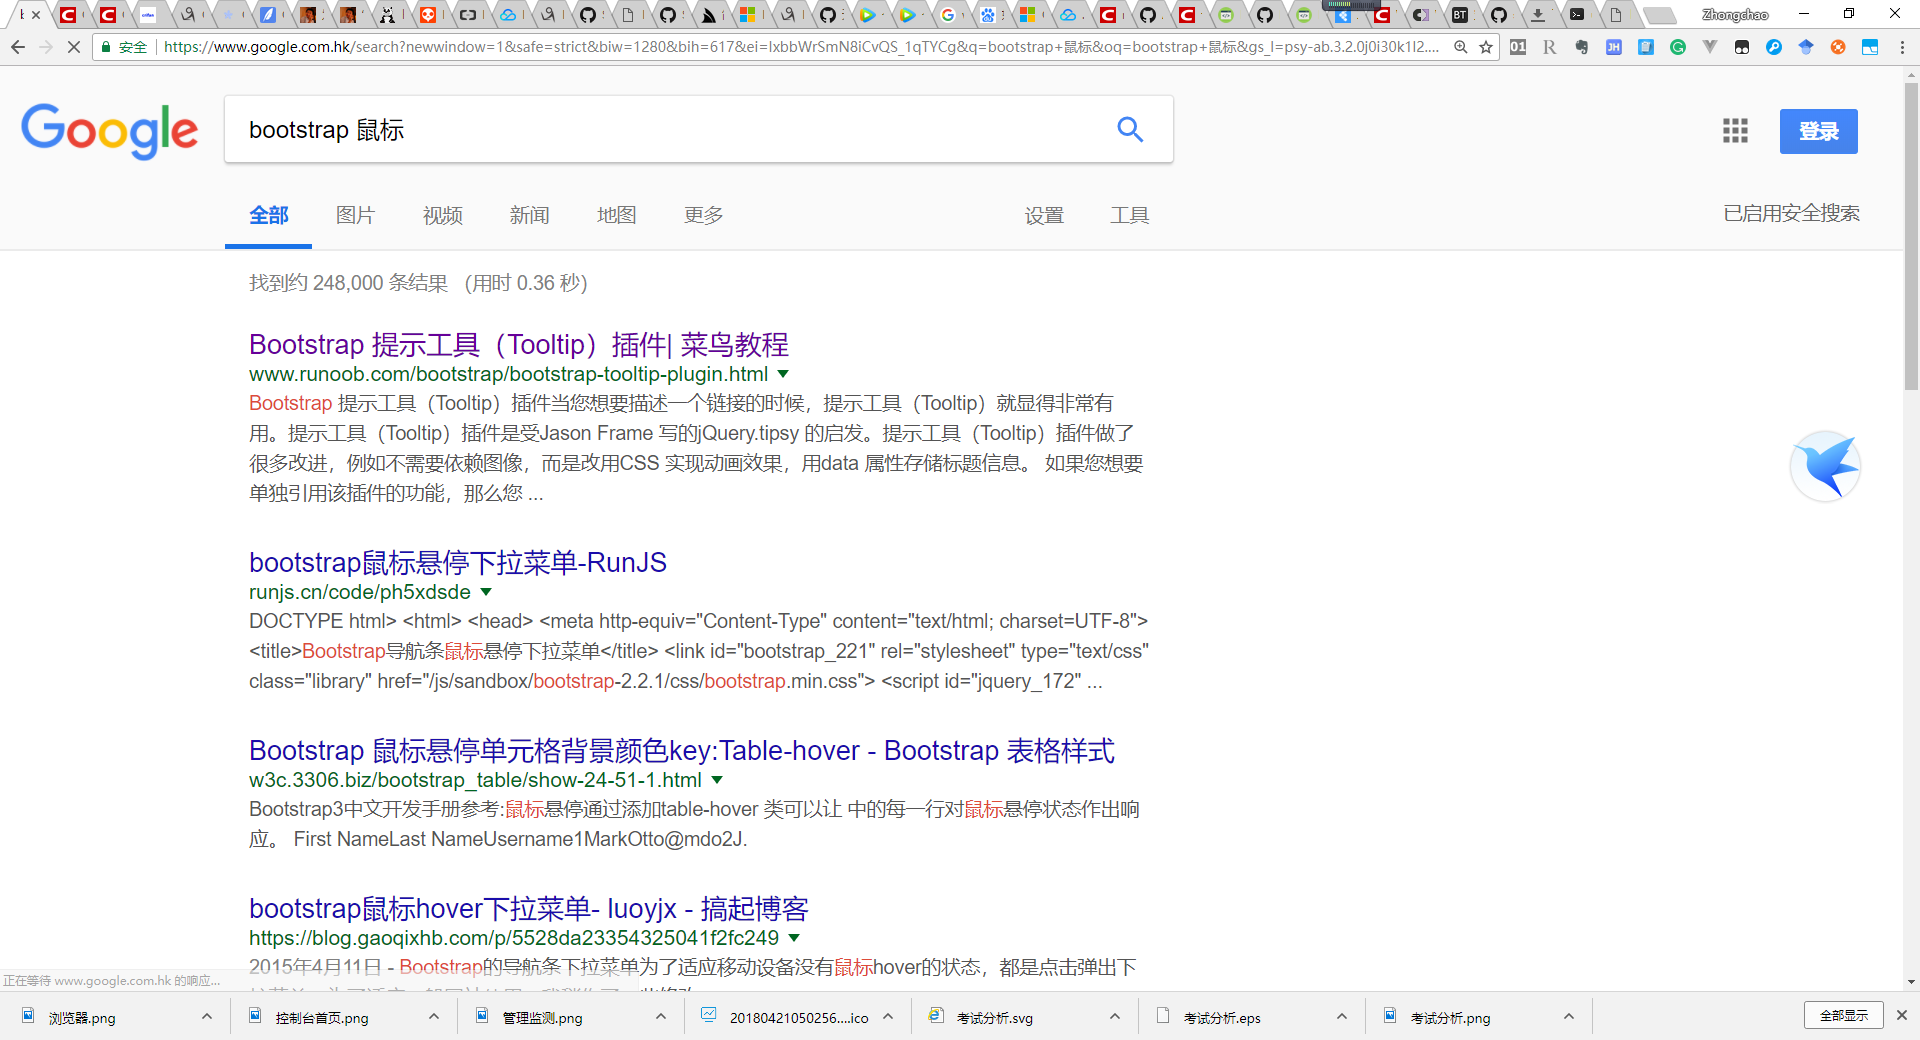 Zhongchao
安全
https://www.google.com.hk/search?newwindow=1&safe=strict&biw=1280&bih=617&ei=IxbbWrSmN8iCvQS_1qTYCg&q=bootstrap+鼠标&oq=bootstrap+鼠标&gs_l=psy-ab.3.2.0j0i30k1l2....
Google
bootstrap 鼠标
登录
全部 图片 视频 新闻 地图 更多 设置 工具
已启用安全搜索
找到约 248,000 条结果 （用时 0.36 秒）
Bootstrap 提示工具（Tooltip）插件| 菜鸟教程
www.runoob.com/bootstrap/bootstrap-tooltip-plugin.html
Bootstrap 提示工具（Tooltip）插件当您想要描述一个链接的时候，提示工具（Tooltip）就显得非常有
用。提示工具（Tooltip）插件是受Jason Frame 写的jQuery.tipsy 的启发。提示工具（Tooltip）插件做了
很多改进，例如不需要依赖图像，而是改用CSS 实现动画效果，用data 属性存储标题信息。 如果您想要
单独引用该插件的功能，那么您 ...
bootstrap鼠标悬停下拉菜单-RunJS
runjs.cn/code/ph5xdsde
DOCTYPE html> <html> <head> <meta http-equiv="Content-Type" content="text/html; charset=UTF-8">
<title>Bootstrap导航条鼠标悬停下拉菜单</title> <link id="bootstrap_221" rel="stylesheet" type="text/css"
class="library" href="/js/sandbox/bootstrap-2.2.1/css/bootstrap.min.css"> <script id="jquery_172" ...
Bootstrap 鼠标悬停单元格背景颜色key:Table-hover - Bootstrap 表格样式
w3c.3306.biz/bootstrap_table/show-24-51-1.html
Bootstrap3中文开发手册参考:鼠标悬停通过添加table-hover 类可以让 中的每一行对鼠标悬停状态作出响
应。 First NameLast NameUsername1MarkOtto@mdo2J.
bootstrap鼠标hover下拉菜单- luoyjx - 搞起博客
https://blog.gaoqixhb.com/p/5528da23354325041f2fc249
2015年4月11日 - Bootstrap的导航条下拉菜单为了适应移动设备没有鼠标hover的状态，都是点击弹出下
正在等待 www.google.com.hk 的响应...
浏览器.png 控制台首页.png 管理监测.png 20180421050256....ico 考试分析.svg 考试分析.eps 考试分析.png 全部显示